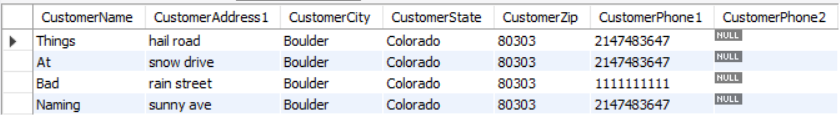 CustomerName CustomerAddress1 CustomerCity CustomerState CustomerZip CustomerPhone1 CustomerPhone2
Things hail road Boulder Colorado 80303 2147483647 NULL
At snow drive Boulder Colorado 80303 2147483647 NULL
Bad rain street Boulder Colorado 80303 1111111111 NULL
Naming sunny ave Boulder Colorado 80303 2147483647 NULL